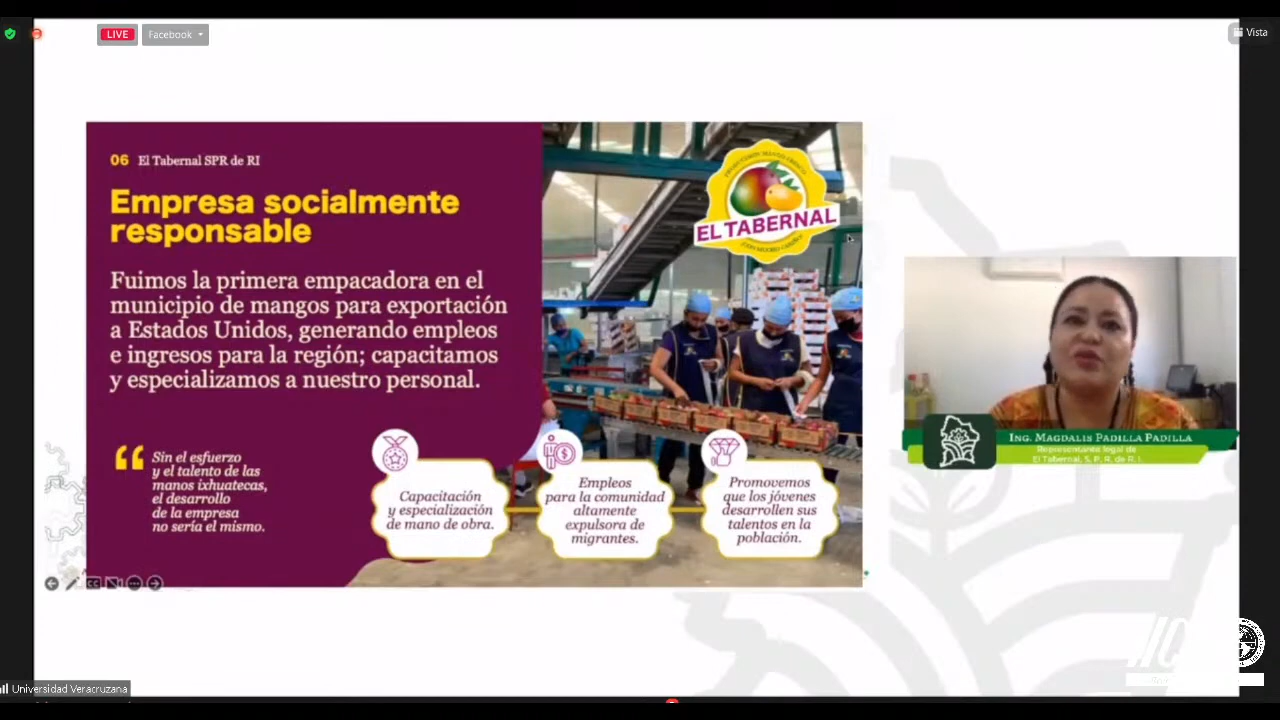 LIVE
Facebook
Vista
06 El Tabernal SPR de RI
Empresa socialmente
responsable
Fuimos la primera empacadora en el
municipio de mangos para exportación
a Estados Unidos, generando empleos
e ingresos para la región; capacitamos
y especializamos a nuestro personal.
“
Sin el esfuerzo
y el talento de las
manos ixhuatecas,
el desarrollo
de la empresa
no sería el mismo.
EL TABERNAL
Capacitación
y especialización
de mano de obra.
Empleos
para la comunidad
altamente
expulsora de
migrantes.
Promovemos
que los jóvenes
desarrollen sus
talentos en la
población.
CC
Ing. Magdalis Padilla Padilla
Representante legal de
El Tabernal, S. P. R. de R. I.
Universidad Veracruzana